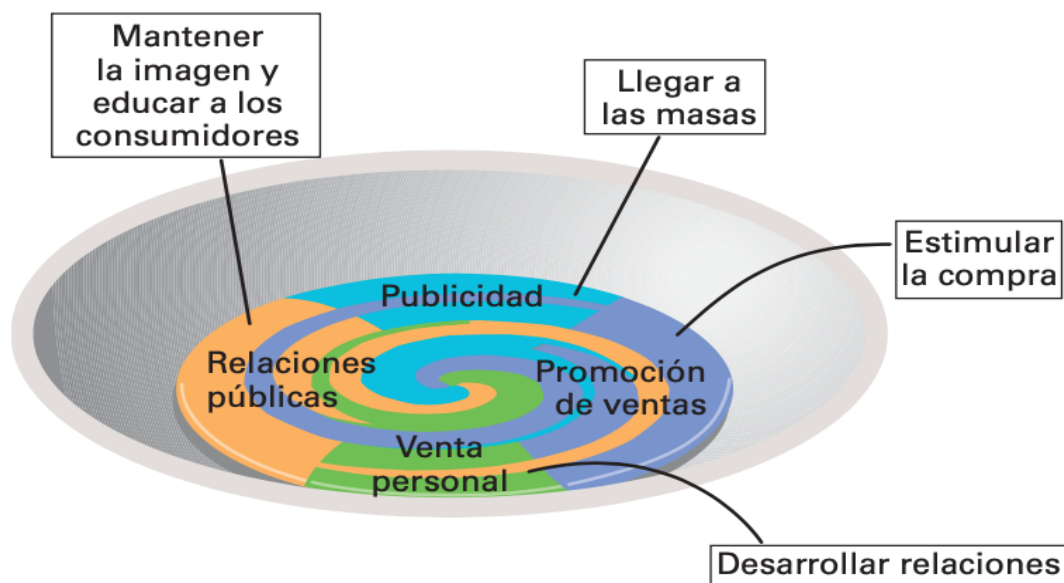 Mantener
la imagen y
educar a los
consumidores
Llegar a
las masas
Estimular
la compra
Publicidad
Relaciones
públicas
Promoción
de ventas
Venta
personal
Desarrollar relaciones